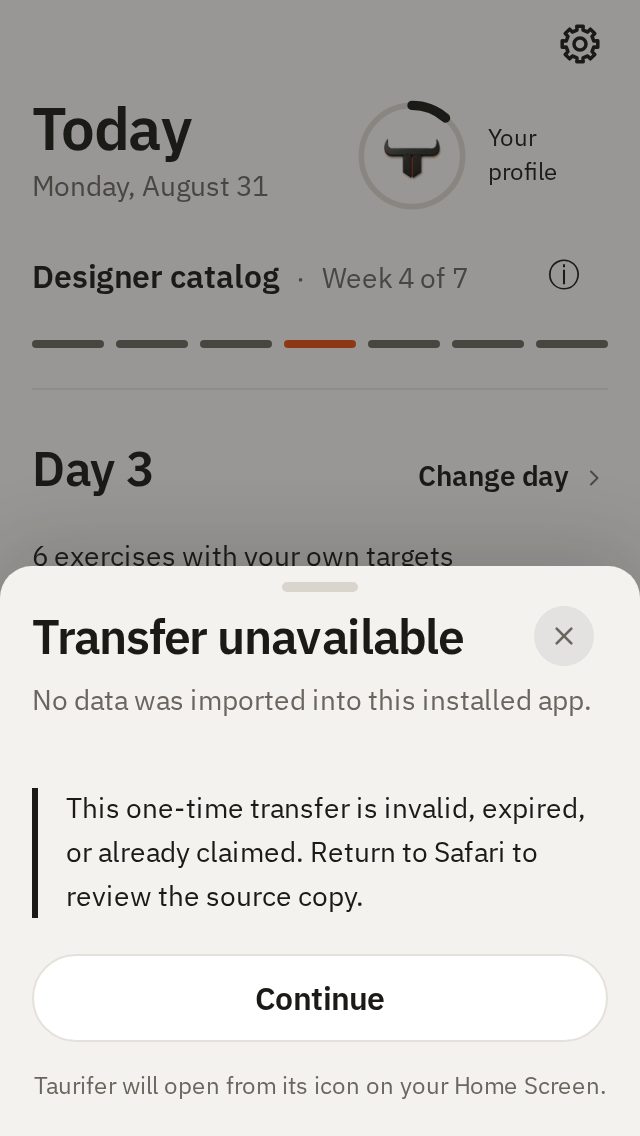 Today
Monday, August 31
Your
profile
Designer catalog · Week 4 of 7
Day 3
Change day
6 exercises with your own targets
Transfer unavailable
No data was imported into this installed app.
This one-time transfer is invalid, expired,
or already claimed. Return to Safari to
review the source copy.
Continue
Taurifer will open from its icon on your Home Screen.